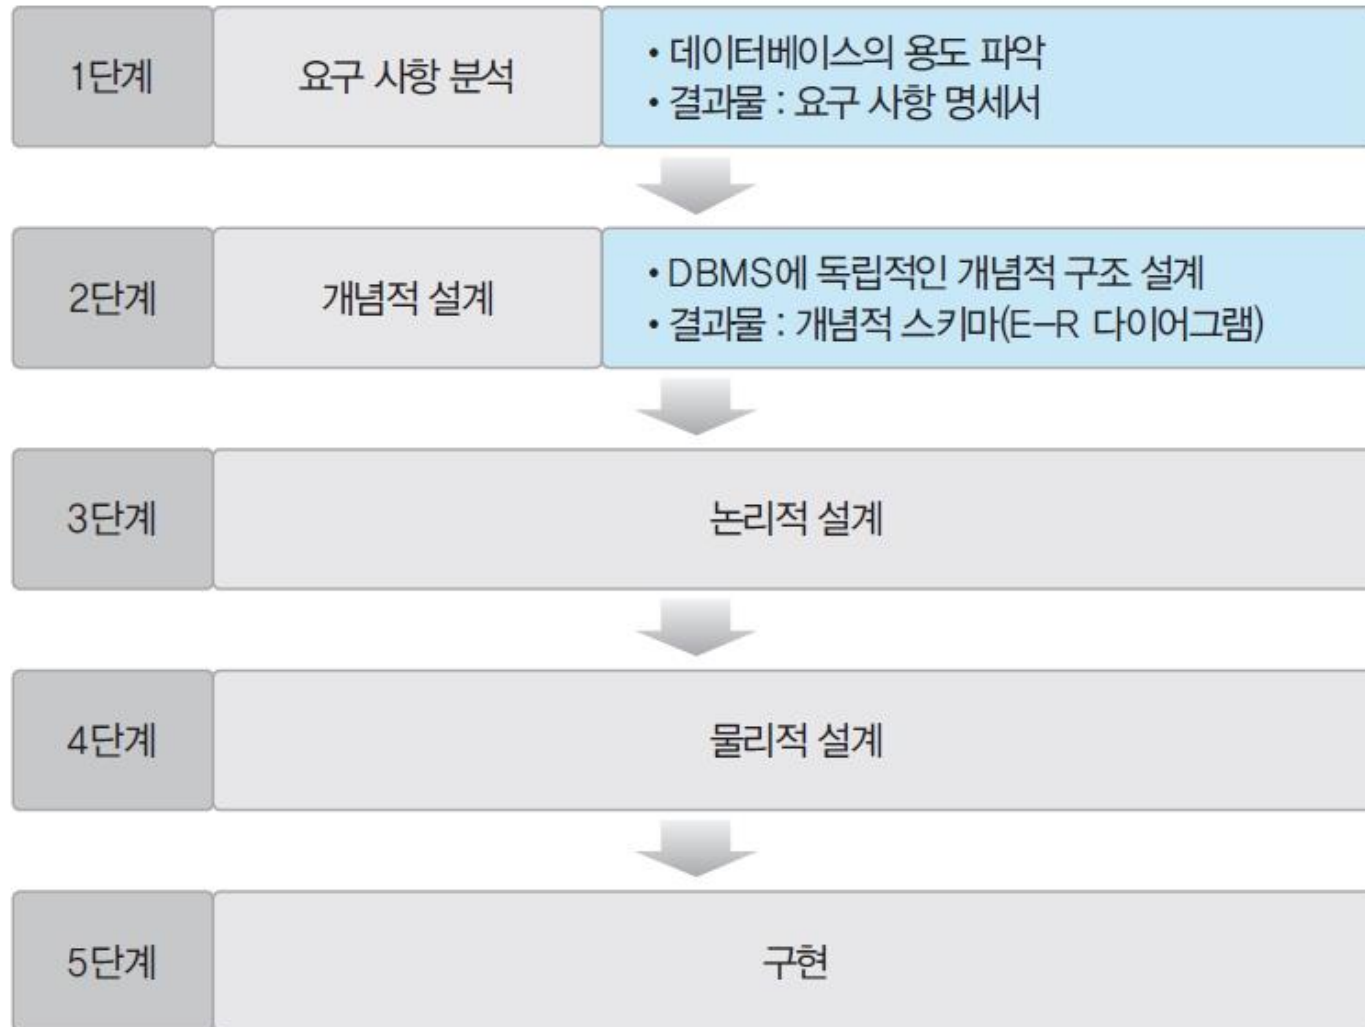 1단계
요구 사항 분석
• 데이터베이스의 용도 파악
• 결과물 : 요구 사항 명세서
2단계
개념적 설계
• DBMS에 독립적인 개념적 구조 설계
• 결과물 : 개념적 스키마(E-R 다이어그램)
3단계
논리적 설계
4단계
물리적 설계
5단계
구현